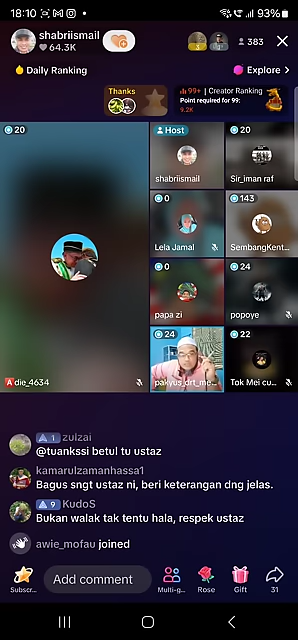 18:10
93%
shabriismail
64.3K
383
Daily Ranking
Explore >
Thanks
99+ | Creator Ranking
Point required for 99:
9.2K
20
Host
shabriismail
20
Sir_iman raf
0
Lela Jamal
143
SembangKent...
0
papa zi
24
popoye
A die_4634
24
pakyus_drt_me...
22
Tok Mei cu...
1 zulzai
@tuankssi betul tu ustaz
kamarulzamanhassa1
Bagus sngt ustaz ni, beri keterangan dng jelas.
9 KudoS
Bukan walak tak tentu hala, respek ustaz
awie_mofau joined
Add comment
Subscr...
Multi-g...
Rose
Gift
31